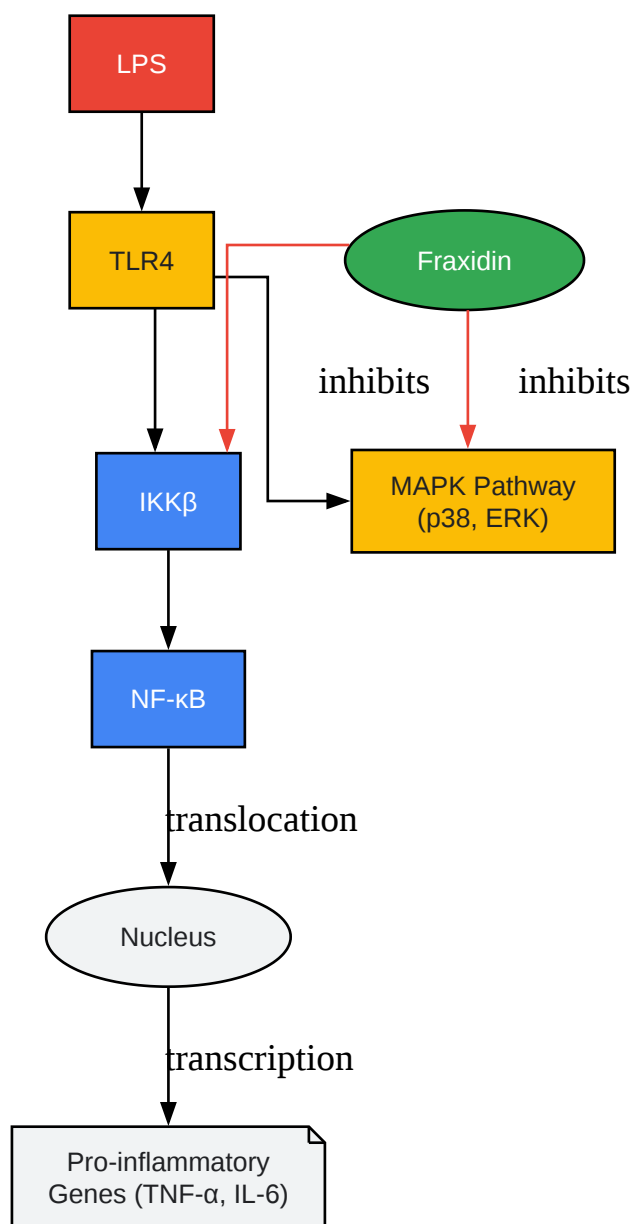 LPS
TLR4
Fraxidin
inhibits
inhibits
IKKβ
MAPK Pathway
(p38, ERK)
NF-κB
translocation
Nucleus
transcription
Pro-inflammatory
Genes (TNF-α, IL-6)